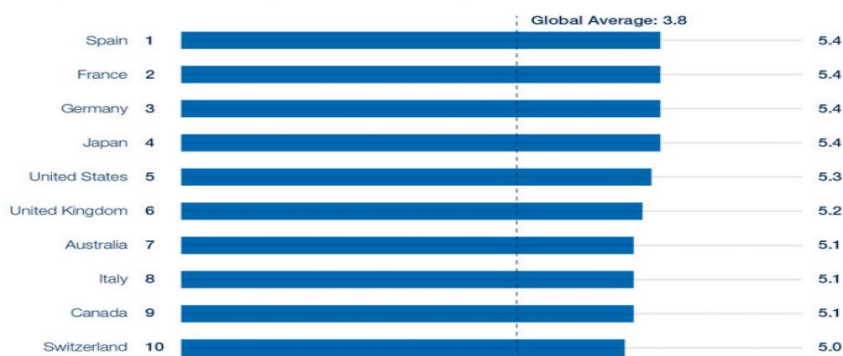 Global Average: 3.8
Spain 1 5.4
France 2 5.4
Germany 3 5.4
Japan 4 5.4
United States 5 5.3
United Kingdom 6 5.2
Australia 7 5.1
Italy 8 5.1
Canada 9 5.1
Switzerland 10 5.0